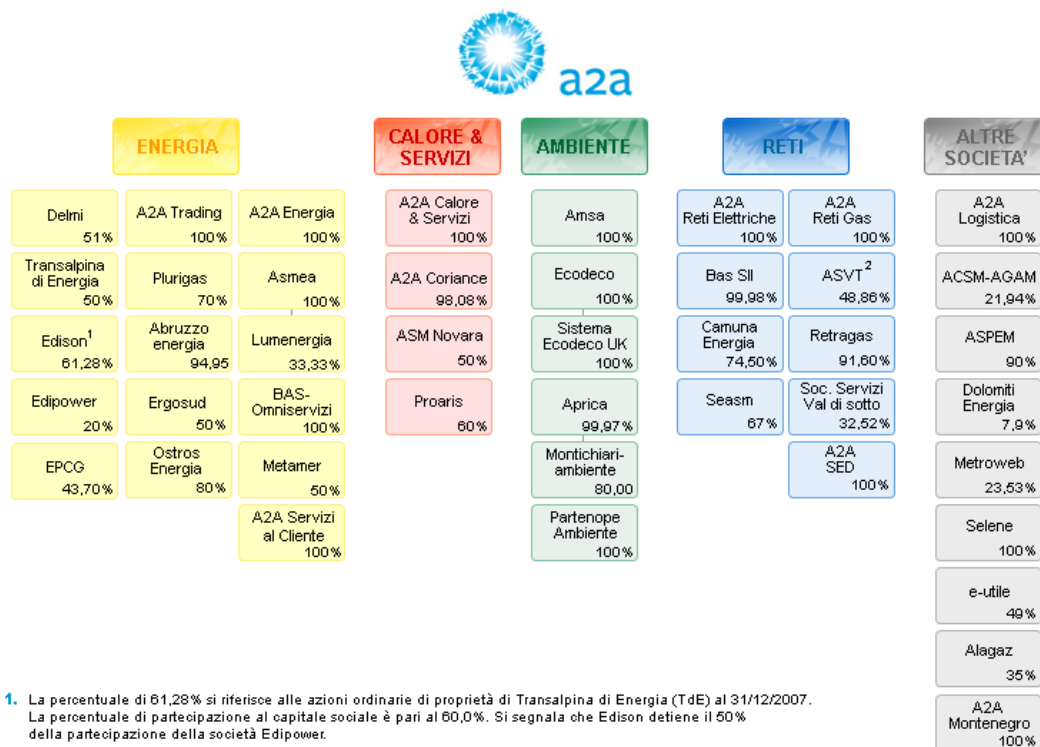 a2a
ENERGIA
CALORE &
SERVIZI
AMBIENTE
RETI
ALTRE
SOCIETA'
Delmi
51%
A2A Trading
100%
A2A Energia
100%
A2A Calore
& Servizi
100%
Amsa
100%
A2A
Reti Elettriche
100%
A2A
Reti Gas
100%
A2A
Logistica
100%
Transalpina
di Energia
50%
Plurigas
70%
Asmea
100%
A2A Coriance
98,08%
Ecodeco
100%
Bas SII
99,98%
ASVT2
48,86%
ACSM-AGAM
21,94%
Edison1
61,28%
Abruzzo
energia
94,95
Lumenergia
33,33%
ASM Novara
50%
Sistema
Ecodeco UK
100%
Camuna
Energia
74,50%
Retragas
91,60%
ASPEM
90%
Edipower
20%
Ergosud
50%
BAS-
Omniservizi
100%
Proaris
60%
Aprica
99,97%
Seasm
67%
Soc. Servizi
Val di sotto
32,52%
Dolomiti
Energia
7,9%
EPCG
43,70%
Ostros
Energia
80%
Metamer
50%
Montichiari-
ambiente
80,00
A2A
SED
100%
Metroweb
23,53%
A2A Servizi
al Cliente
100%
Partenope
Ambiente
100%
Selene
100%
e-utile
49%
Alagaz
35%
A2A
Montenegro
100%
1. La percentuale di 61,28% si riferisce alle azioni ordinarie di proprietà di Transalpina di Energia (TdE) al 31/12/2007.
La percentuale di partecipazione al capitale sociale è pari al 60,0%. Si segnala che Edison detiene il 50%
della partecipazione della società Edipower.